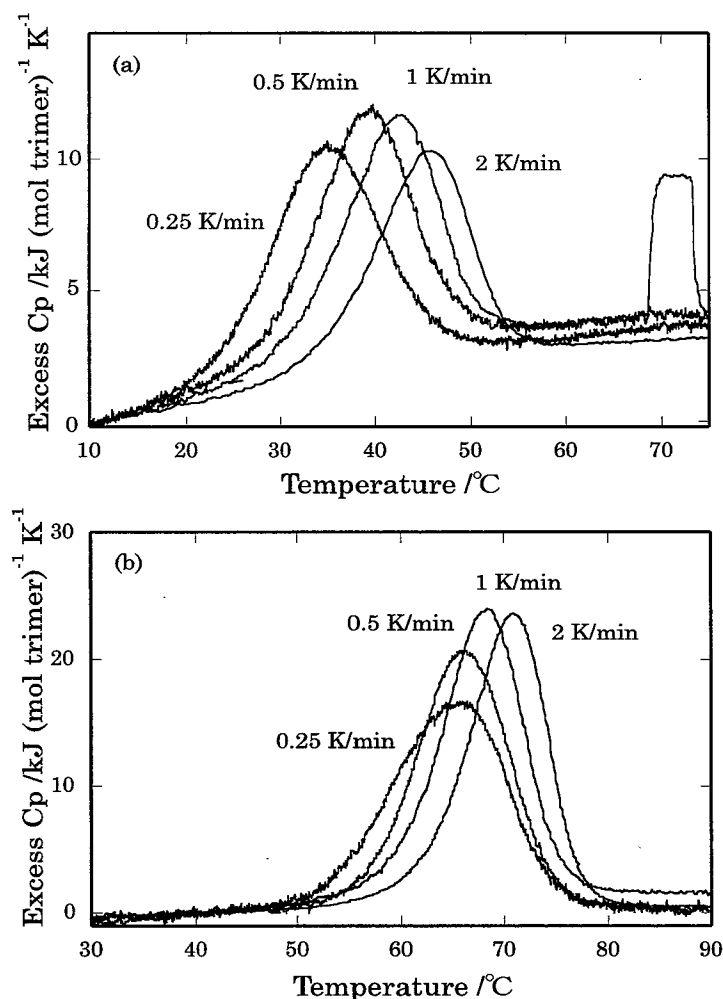 (a)
0.5 K/min
1 K/min
2 K/min
0.25 K/min
10
5
0
10
20
30
40
50
60
70
Excess Cp /kJ (mol trimer)⁻¹ K⁻¹
Temperature /℃
(b)
1 K/min
0.5 K/min
2 K/min
0.25 K/min
30
20
10
0
30
40
50
60
70
80
90
Excess Cp /kJ (mol trimer)⁻¹ K⁻¹
Temperature /℃